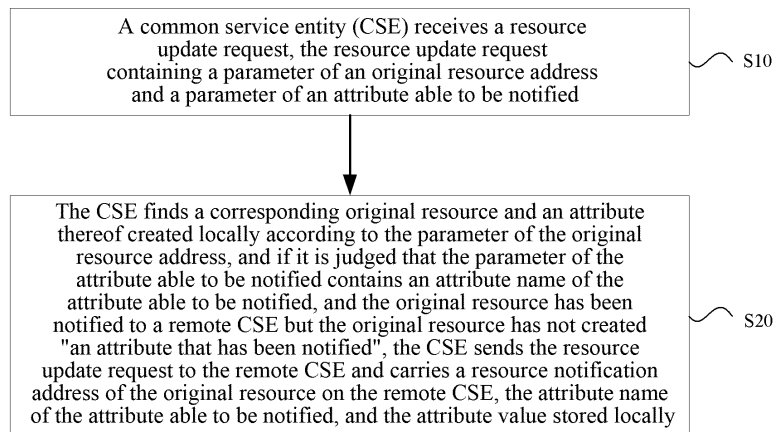 A common service entity (CSE) receives a resource
update request, the resource update request
containing a parameter of an original resource address
and a parameter of an attribute able to be notified
S10
The CSE finds a corresponding original resource and an attribute
thereof created locally according to the parameter of the original
resource address, and if it is judged that the parameter of the
attribute able to be notified contains an attribute name of the
attribute able to be notified, and the original resource has been
notified to a remote CSE but the original resource has not created
"an attribute that has been notified", the CSE sends the resource
update request to the remote CSE and carries a resource notification
address of the original resource on the remote CSE, the attribute name
of the attribute able to be notified, and the attribute value stored locally
S20